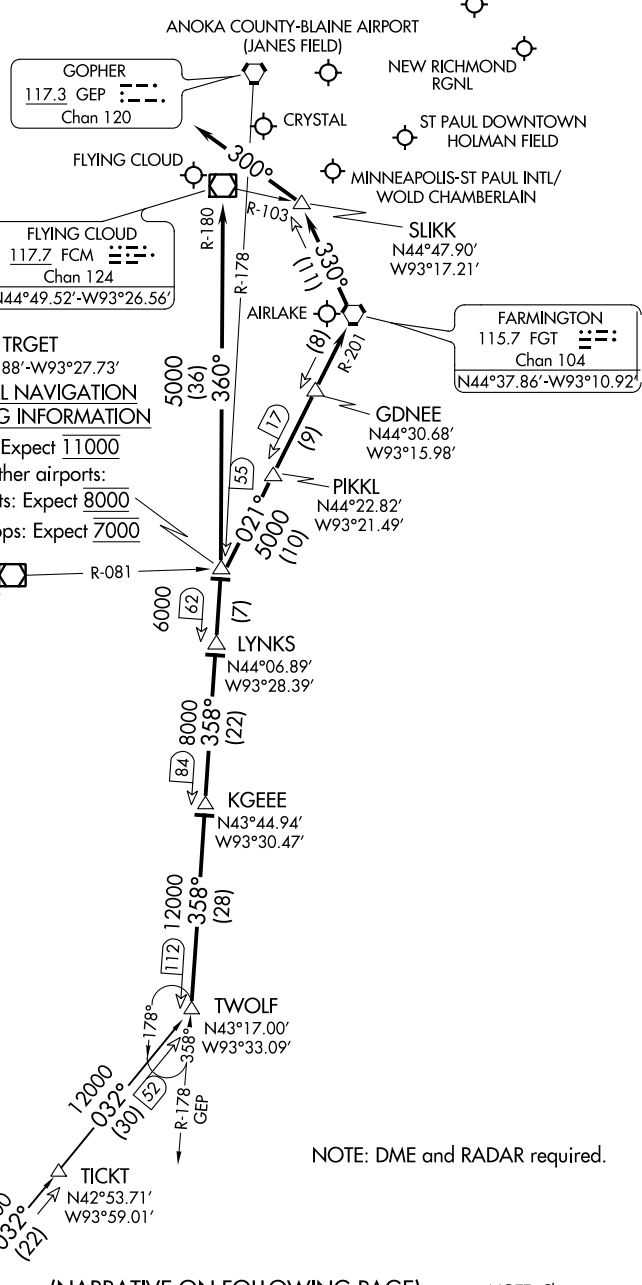 ANOKA COUNTY-BLAINE AIRPORT
(JANES FIELD)
GOPHER
117.3 GEP
Chan 120
NEW RICHMOND
RGNL
CRYSTAL
ST PAUL DOWNTOWN
HOLMAN FIELD
FLYING CLOUD
300°
MINNEAPOLIS-ST PAUL INTL/
WOLD CHAMBERLAIN
R-103
R-180
R-178
SLIKK
N44°47.90'
W93°17.21'
FLYING CLOUD
117.7 FCM
Chan 124
N44°49.52'-W93°26.56'
330°
(11)
AIRLAKE
FARMINGTON
115.7 FGT
Chan 104
N44°37.86'-W93°10.92'
TRGET
88'-W93°27.73'
L NAVIGATION
G INFORMATION
Expect 11000
ther airports:
ts: Expect 8000
ops: Expect 7000
5000
(36)
360°
(8)
R-201
GDNEE
N44°30.68'
W93°15.98'
17
(9)
55
PIKKL
N44°22.82'
W93°21.49'
021°
5000
(10)
R-081
6000
62
(7)
LYNKS
N44°06.89'
W93°28.39'
8000
358°
(22)
84
KGEEE
N43°44.94'
W93°30.47'
12000
358°
(28)
112
TWOLF
N43°17.00'
W93°33.09'
178°
358°
12000
032°
(30)
52
R-178
GEP
NOTE: DME and RADAR required.
TICKT
N42°53.71'
W93°59.01'
032°
(22)
(NARRATIVE ON FOLLOWING PAGE)